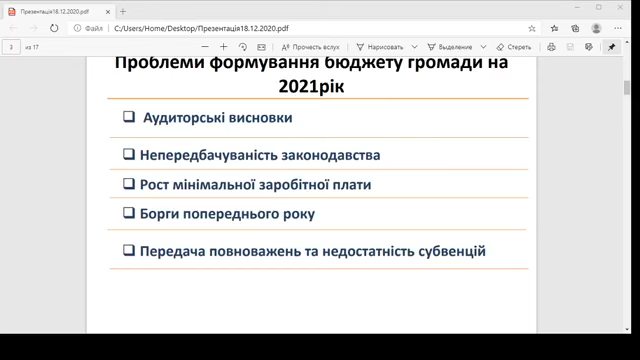 Презентація18.12.2020.pdf
Файл C:/Users/Home/Desktop/Презентація18.12.2020.pdf
3 из 17 Прочесть вслух Нарисовать Выделение Стереть
Проблеми формування бюджету громади на
2021рік
Аудиторські висновки
Непередбачуваність законодавства
Рост мінімальної заробітної плати
Борги попереднього року
Передача повноважень та недостатність субвенцій